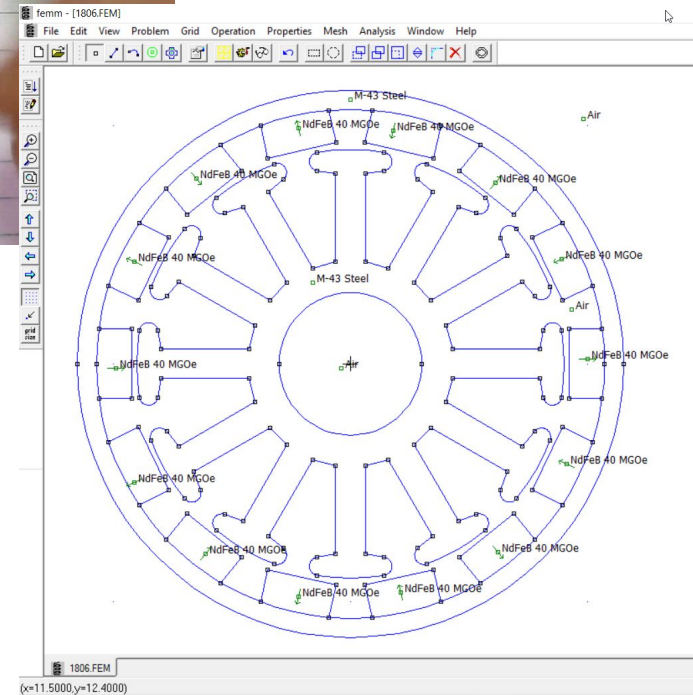 femm - [1806.FEM]
File Edit View Problem Grid Operation Properties Mesh Analysis Window Help
M-43 Steel
Air
NdFeB 40 MGOe
NdFeB 40 MGOe
NdFeB 40 MGOe
NdFeB 40 MGOe
NdFeB 40 MGOe
NdFeB 40 MGOe
M-43 Steel
Air
grid
size
NdFeB 40 MGOe
Air
NdFeB 40 MGOe
NdFeB 40 MGOe
NdFeB 40 MGOe
NdFeB 40 MGOe
NdFeB 40 MGOe
NdFeB 40 MGOe
NdFeB 40 MGOe
1806.FEM
(x=11.5000,y=12.4000)